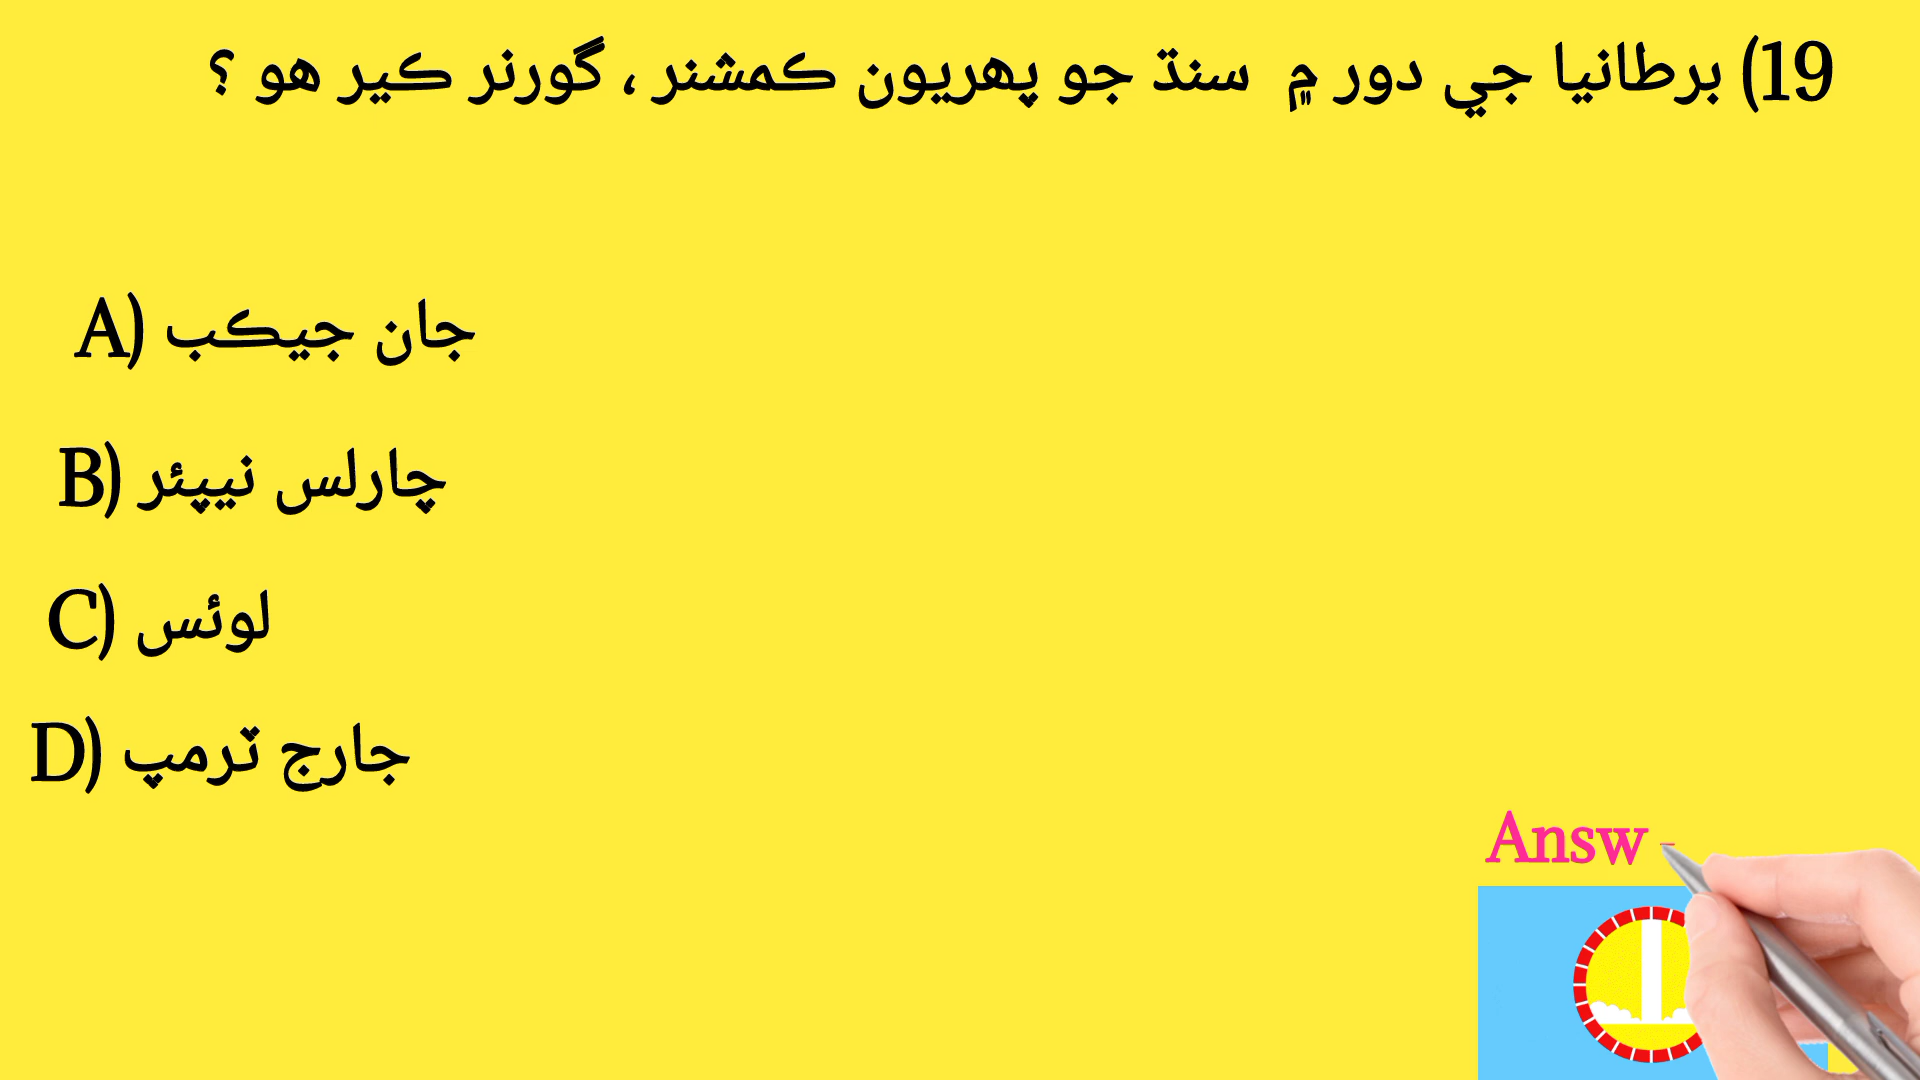 19) برطانيا جي دور ۾ سنڌ جو پهريون ڪمشنر ، گورنر ڪير هو ؟
A) جان جيڪب
B) چارلس نيپئر
C) لوئس
D) جارج ٽرمپ
Answ